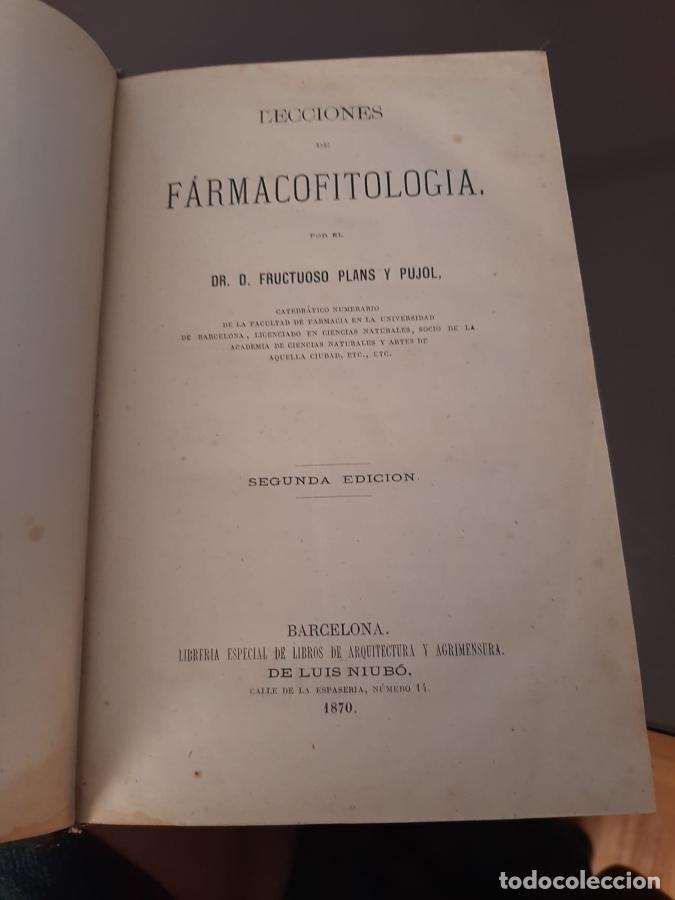 LECCIONES
DE
FÁRMACOFITOLOGIA,
POR EL
DR. D. FRUCTUOSO PLANS Y PUJOL,
CATEDRÁTICO NUMERARIO
DE LA FACULTAD DE FARMACIA EN LA UNIVERSIDAD
DE BARCELONA, LICENCIADO EN CIENCIAS NATURALES, SOCIO DE LA
ACADEMIA DE CIENCIAS NATURALES Y ARTES DE
AQUELLA CIUDAD, ETC., ETC.
SEGUNDA EDICION
BARCELONA.
LIBRERIA ESPECIAL DE LIBROS DE ARQUITECTURA Y AGRIMENSURA.
DE LUIS NIUBÓ.
CALLE DE LA ESPASERIA, NÚMERO 14.
1870.
todocoleccion